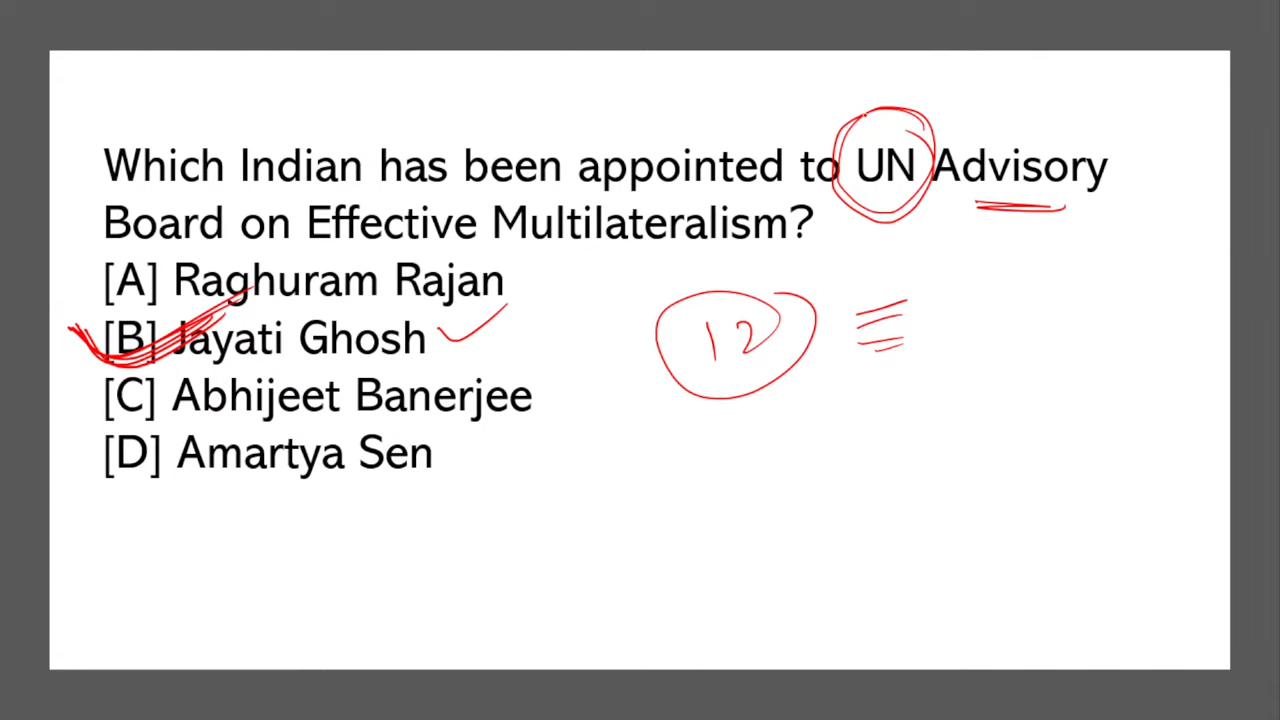 Which Indian has been appointed to UN Advisory
Board on Effective Multilateralism?
[A] Raghuram Rajan
[B] Jayati Ghosh
12
[C] Abhijeet Banerjee
[D] Amartya Sen